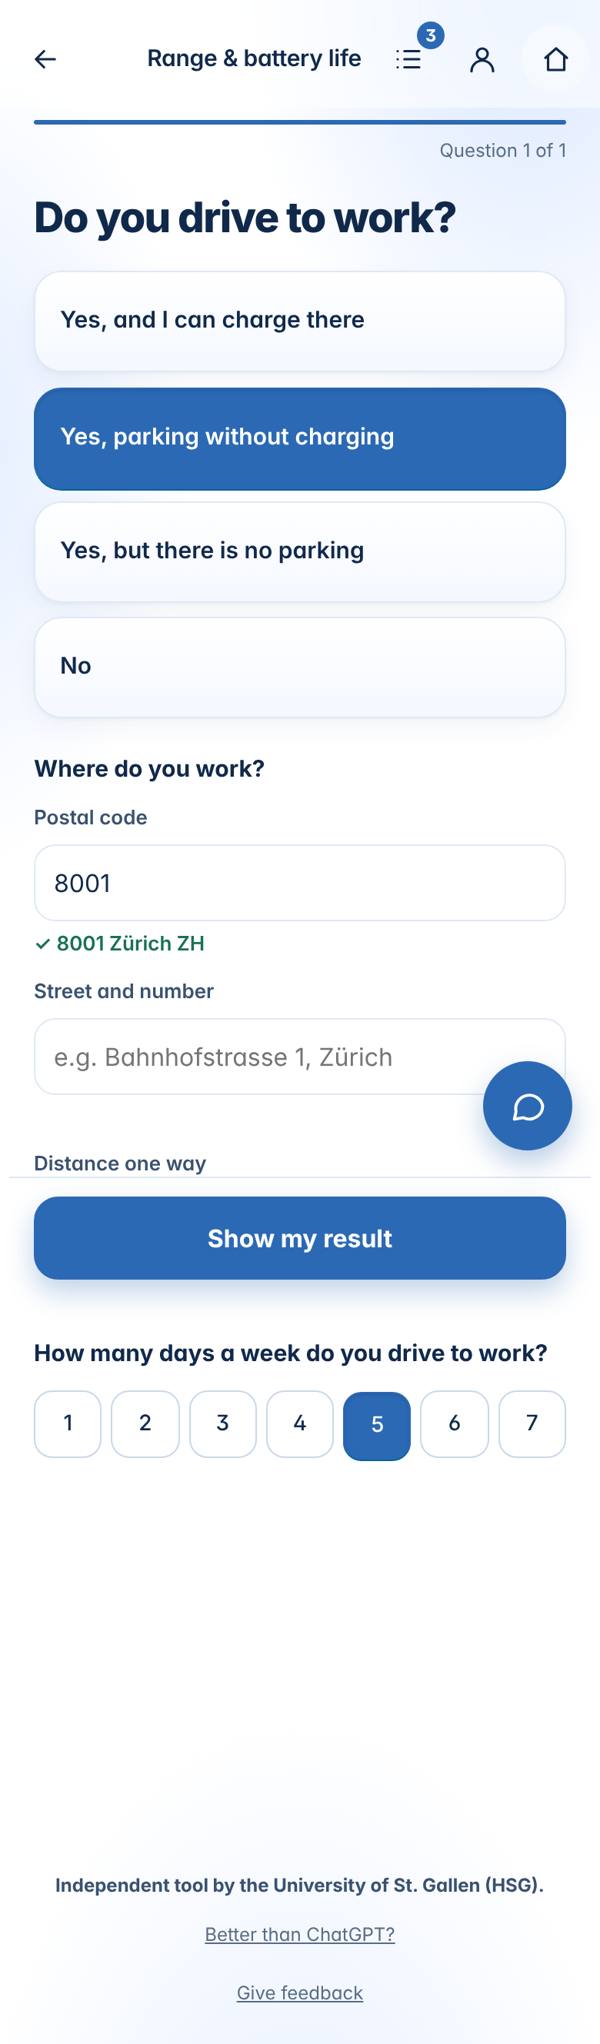 Range & battery life
3
Question 1 of 1
Do you drive to work?
Yes, and I can charge there
Yes, parking without charging
Yes, but there is no parking
No
Where do you work?
Postal code
8001
✓ 8001 Zürich ZH
Street and number
e.g. Bahnhofstrasse 1, Zürich
Distance one way
Show my result
How many days a week do you drive to work?
1 2 3 4 5 6 7
Independent tool by the University of St. Gallen (HSG).
Better than ChatGPT?
Give feedback